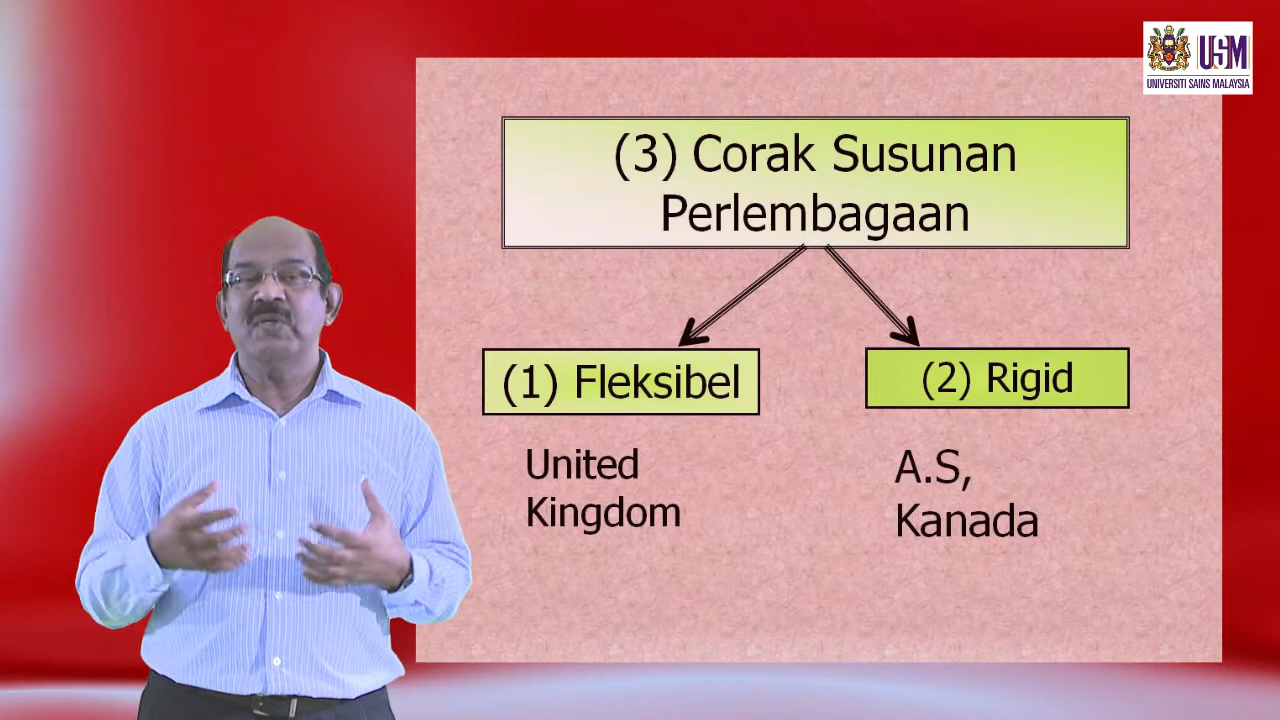 USM
UNIVERSITI SAINS MALAYSIA
(3) Corak Susunan
Perlembagaan
(1) Fleksibel
(2) Rigid
United
Kingdom
A.S,
Kanada